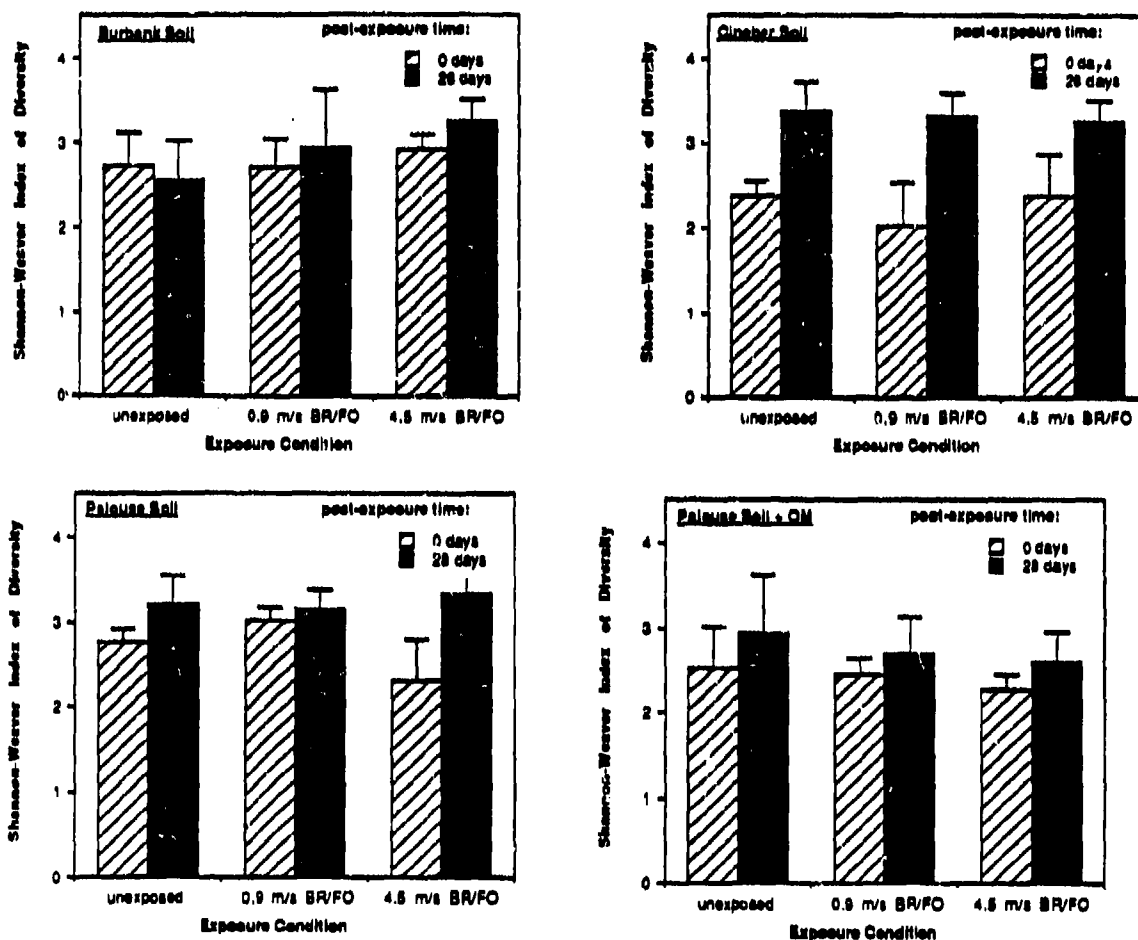 Burbank Soil
post-exposure time:
0 days
28 days
4
3
2
1
0
Shannon-Weaver Index of Diversity
unexposed
0.9 m/s BR/FO
4.5 m/s BR/FO
Exposure Condition
Cinebar Soil
post-exposure time:
0 days
28 days
4
3
2
1
0
Shannon-Weaver Index of Diversity
unexposed
0.9 m/s BR/FO
4.5 m/s BR/FO
Exposure Condition
Palouse Soil
post-exposure time:
0 days
28 days
4
3
2
1
0
Shannon-Weaver Index of Diversity
unexposed
0.9 m/s BR/FO
4.5 m/s BR/FO
Exposure Condition
Palouse Soil + OM
post-exposure time:
0 days
28 days
4
3
2
1
0
Shannon-Weaver Index of Diversity
unexposed
0.9 m/s BR/FO
4.5 m/s BR/FO
Exposure Condition